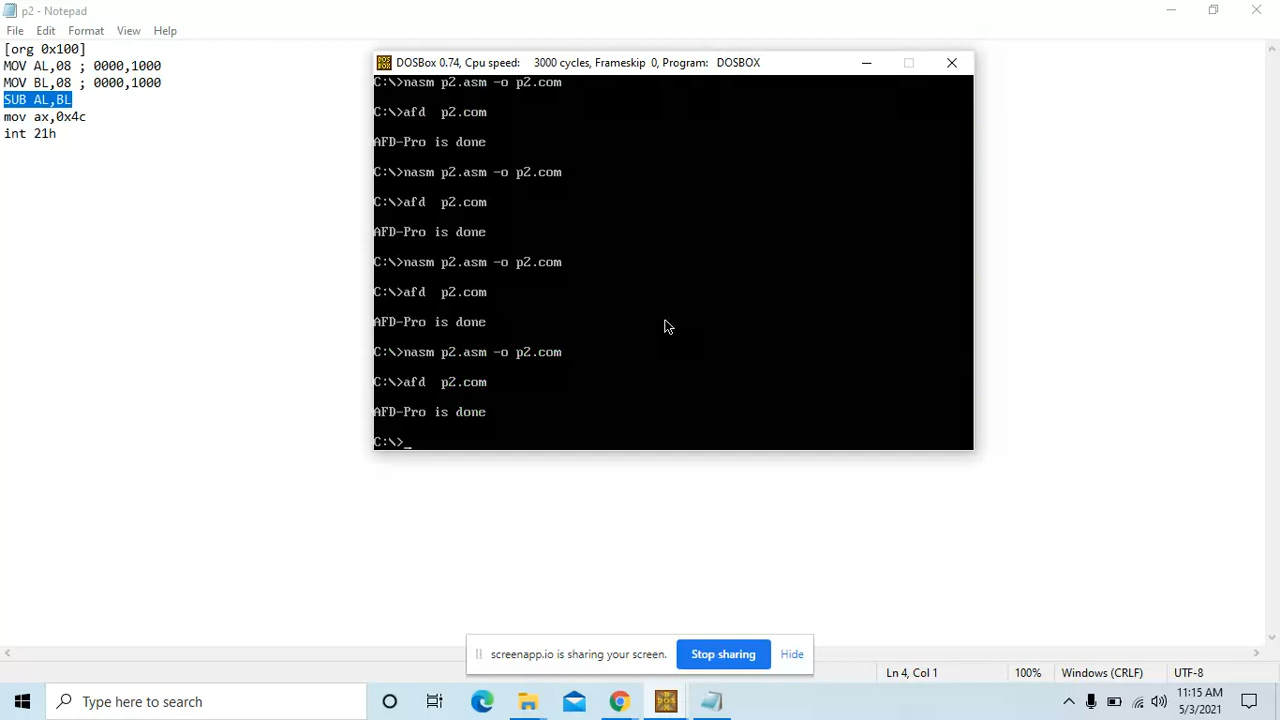 p2 - Notepad
File Edit Format View Help
[org 0x100]
MOV AL,08 ; 0000,1000
MOV BL,08 ; 0000,1000
SUB AL,BL
mov ax,0x4c
int 21h
DOSBox 0.74, Cpu speed: 3000 cycles, Frameskip 0, Program: DOSBOX
C:\>nasm p2.asm -o p2.com
C:\>afd  p2.com
AFD-Pro is done
C:\>nasm p2.asm -o p2.com
C:\>afd  p2.com
AFD-Pro is done
C:\>nasm p2.asm -o p2.com
C:\>afd  p2.com
AFD-Pro is done
C:\>nasm p2.asm -o p2.com
C:\>afd  p2.com
AFD-Pro is done
C:\>_
screenapp.io is sharing your screen. Stop sharing Hide
Ln 4, Col 1 100% Windows (CRLF) UTF-8
Type here to search
11:15 AM
5/3/2021